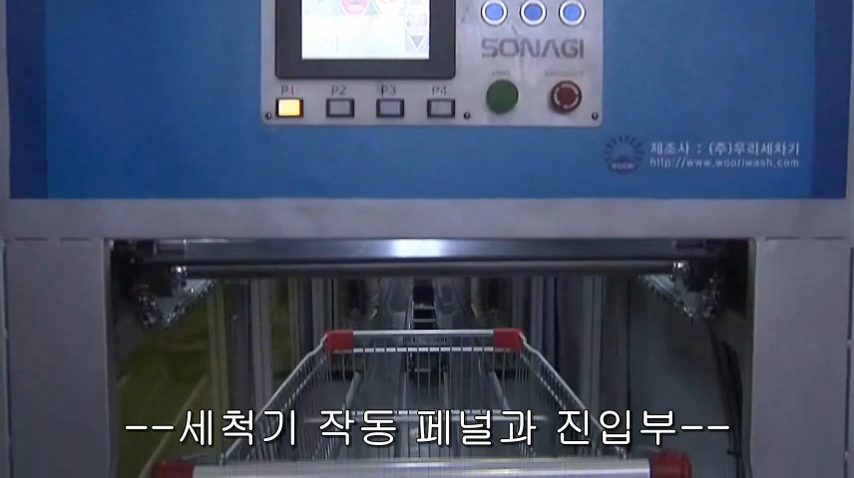 SONAGI
P1 P2 P3 P4
제조사 : (주)우리세차기
http://www.wooriwash.com
--세척기 작동 페널과 진입부--